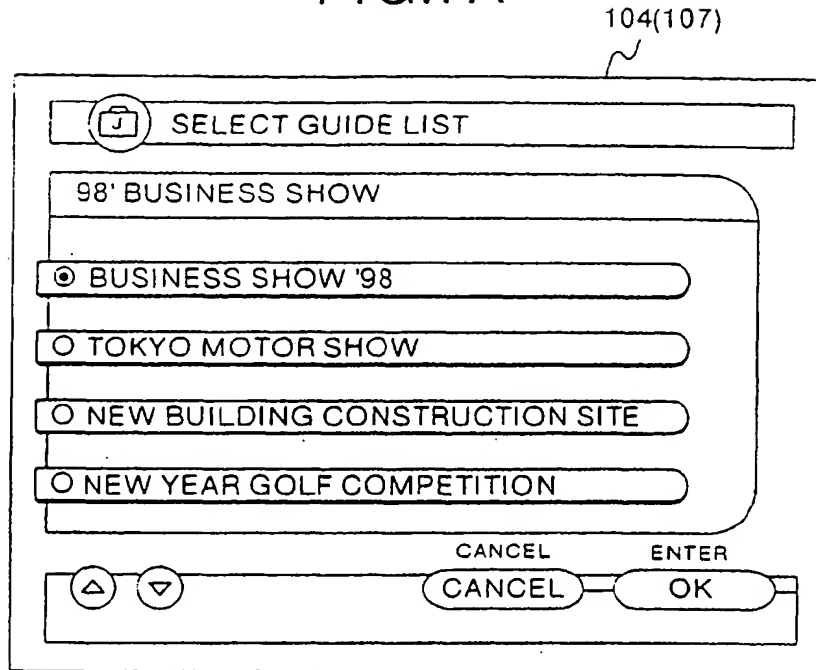 104(107)
J SELECT GUIDE LIST
98' BUSINESS SHOW
BUSINESS SHOW '98
TOKYO MOTOR SHOW
NEW BUILDING CONSTRUCTION SITE
NEW YEAR GOLF COMPETITION
CANCEL ENTER
CANCEL OK